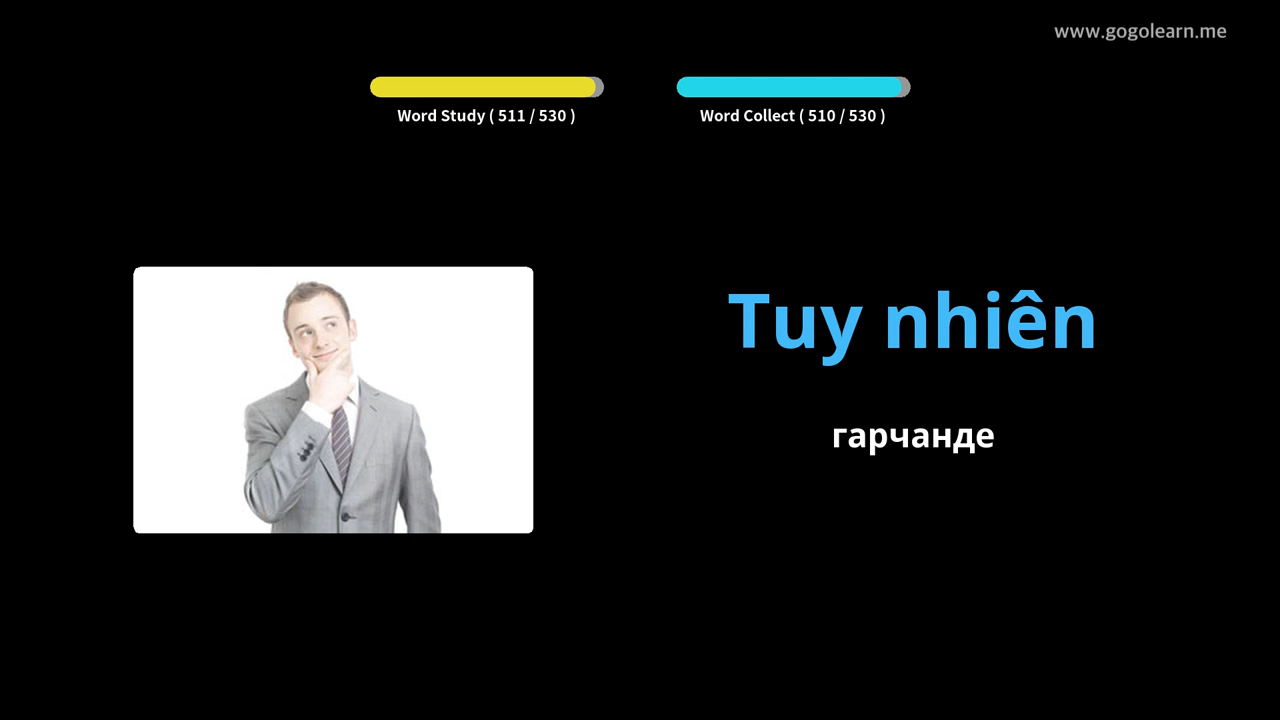 www.gogolearn.me
Word Study ( 511 / 530 )
Word Collect ( 510 / 530 )
Tuy nhiên
гарчанде